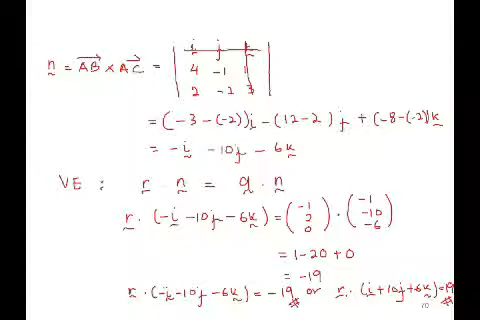 i j k
n = AB × AC = 4 -1 1
2 -2 3
= (-3 - (-2))i - (12 - 2)j + (-8 - (-2))k
= -i - 10j - 6k
VE : r · n = a · n
r · (-i - 10j - 6k) = (-1 2 0) · (-1 -10 -6)
= 1 - 20 + 0
= -19
r · (-i - 10j - 6k) = -19 # or r · (i + 10j + 6k) = 19 #